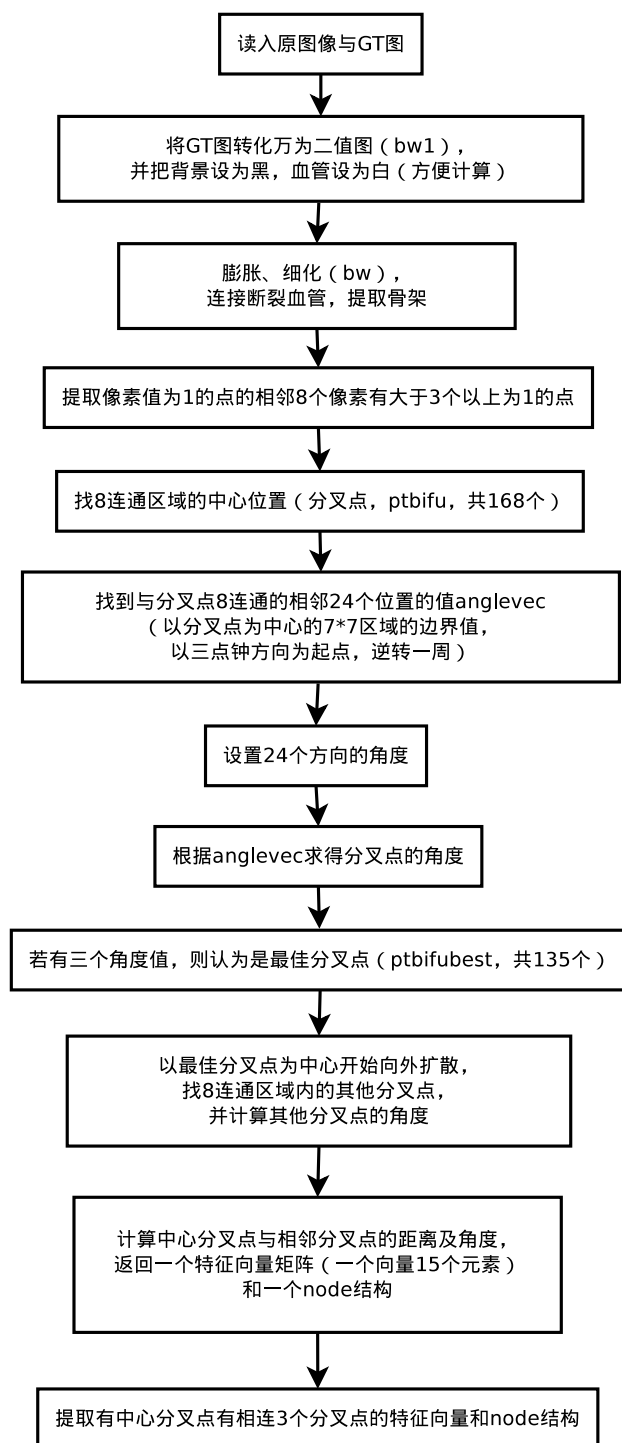 读入原图像与GT图
将GT图转化万为二值图（bw1），
并把背景设为黑，血管设为白（方便计算）
膨胀、细化（bw），
连接断裂血管，提取骨架
提取像素值为1的点的相邻8个像素有大于3个以上为1的点
找8连通区域的中心位置（分叉点，ptbifu，共168个）
找到与分叉点8连通的相邻24个位置的值anglevec
（以分叉点为中心的7*7区域的边界值，
以三点钟方向为起点，逆转一周）
设置24个方向的角度
根据anglevec求得分叉点的角度
若有三个角度值，则认为是最佳分叉点（ptbifubest，共135个）
以最佳分叉点为中心开始向外扩散，
找8连通区域内的其他分叉点，
并计算其他分叉点的角度
计算中心分叉点与相邻分叉点的距离及角度，
返回一个特征向量矩阵（一个向量15个元素）
和一个node结构
提取有中心分叉点有相连3个分叉点的特征向量和node结构